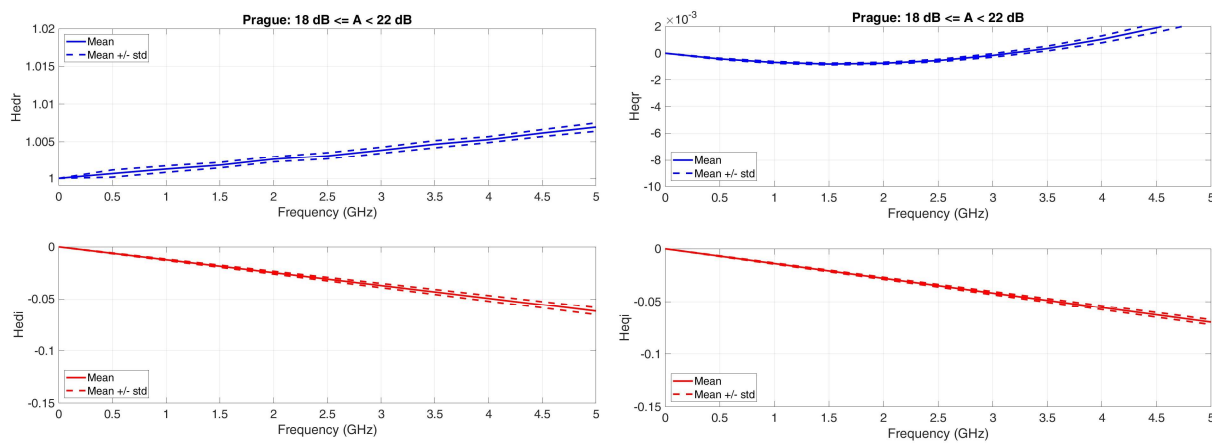 Prague: 18 dB <= A < 22 dB
1.02
1.015
1.01
1.005
1
Hedr
Mean
Mean +/- std
0 0.5 1 1.5 2 2.5 3 3.5 4 4.5 5
Frequency (GHz)
0
-0.05
-0.1
-0.15
Hedi
Mean
Mean +/- std
0 0.5 1 1.5 2 2.5 3 3.5 4 4.5 5
Frequency (GHz)
Prague: 18 dB <= A < 22 dB
×10-3
2
0
-2
-4
-6
-8
-10
Heqr
Mean
Mean +/- std
0 0.5 1 1.5 2 2.5 3 3.5 4 4.5 5
Frequency (GHz)
0
-0.05
-0.1
-0.15
Heqi
Mean
Mean +/- std
0 0.5 1 1.5 2 2.5 3 3.5 4 4.5 5
Frequency (GHz)